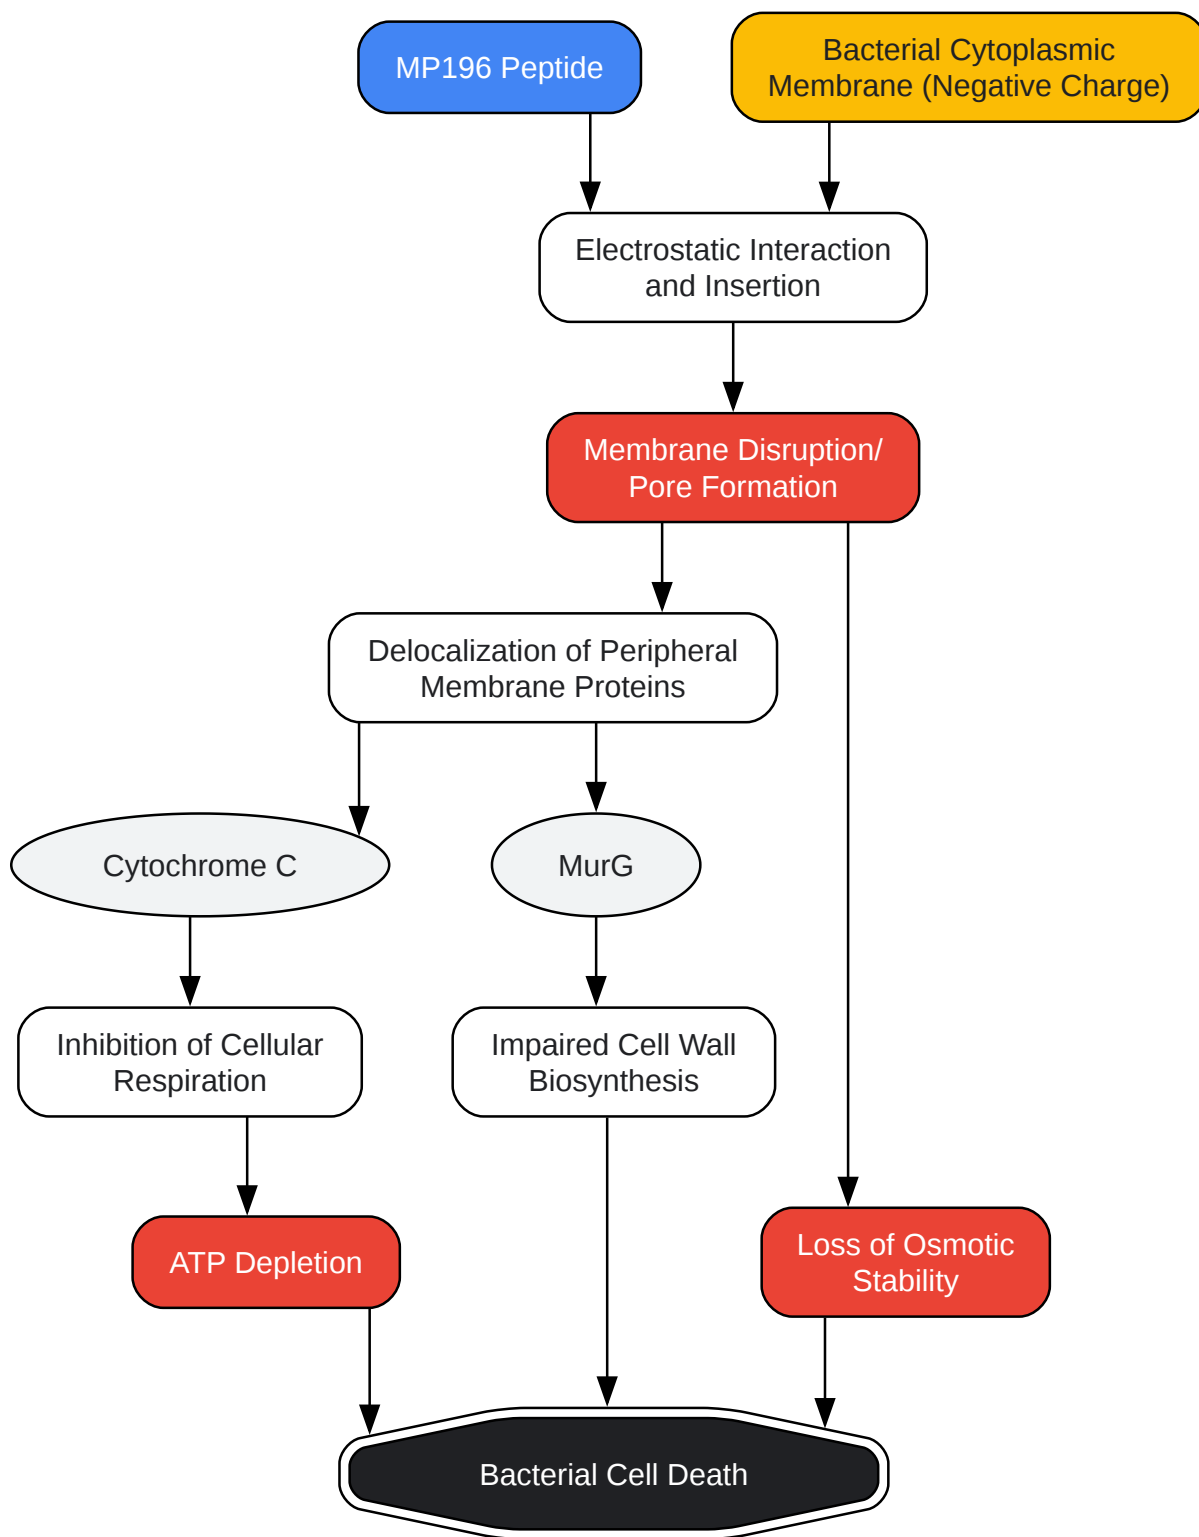 MP196 Peptide
Bacterial Cytoplasmic
Membrane (Negative Charge)
Electrostatic Interaction
and Insertion
Membrane Disruption/
Pore Formation
Delocalization of Peripheral
Membrane Proteins
Cytochrome C
MurG
Inhibition of Cellular
Respiration
Impaired Cell Wall
Biosynthesis
ATP Depletion
Loss of Osmotic
Stability
Bacterial Cell Death